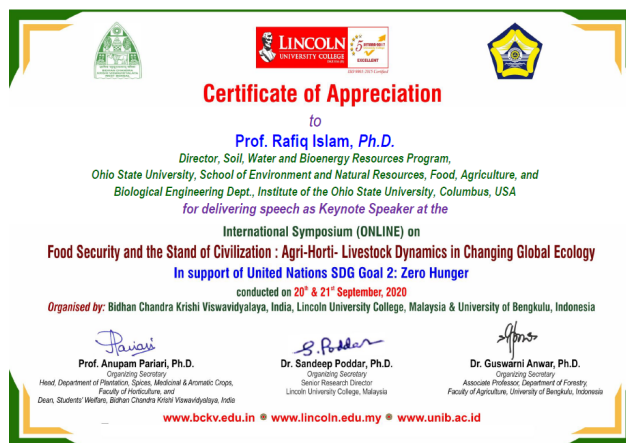 LINCOLN
UNIVERSITY COLLEGE
5
EXCELLENT
Certificate of Appreciation
to
Prof. Rafiq Islam, Ph.D.
Director, Soil, Water and Bioenergy Resources Program,
Ohio State University, School of Environment and Natural Resources, Food, Agriculture, and
Biological Engineering Dept., Institute of the Ohio State University, Columbus, USA
for delivering speech as Keynote Speaker at the
International Symposium (ONLINE) on
Food Security and the Stand of Civilization : Agri-Horti- Livestock Dynamics in Changing Global Ecology
In support of United Nations SDG Goal 2: Zero Hunger
conducted on 20th & 21st September, 2020
Organised by: Bidhan Chandra Krishi Viswavidyalaya, India, Lincoln University College, Malaysia & University of Bengkulu, Indonesia
Pariari S. Poddar
Prof. Anupam Pariari, Ph.D. Dr. Sandeep Poddar, Ph.D. Dr. Guswarni Anwar, Ph.D.
Organizing Secretary Organizing Secretary Organizing Secretary
Head, Department of Plantation, Spices, Medicinal & Aromatic Crops, Senior Research Director Associate Professor, Department of Forestry,
Faculty of Horticulture, and Lincoln University College, Malaysia Faculty of Agriculture, University of Bengkulu, Indonesia
Dean, Students' Welfare, Bidhan Chandra Krishi Viswavidyalaya, India
www.bckv.edu.in www.lincoln.edu.my www.unib.ac.id